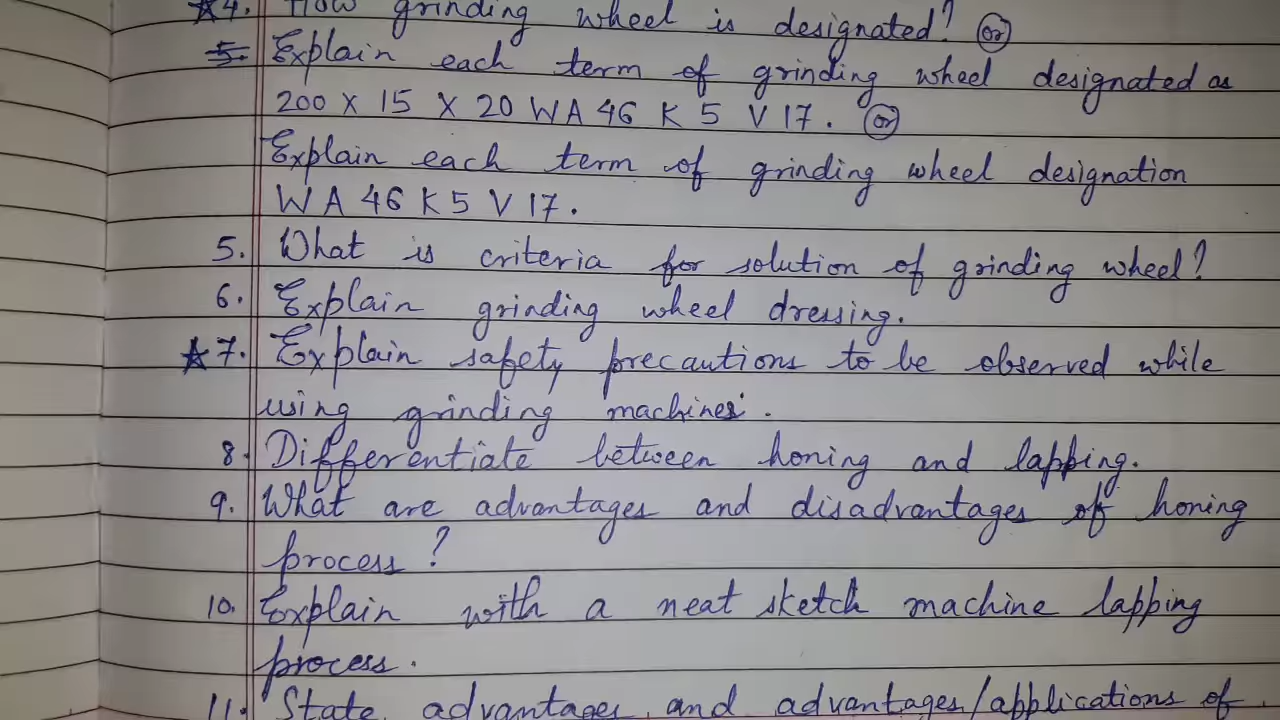 ★4. How grinding wheel is designated? (or)
5. Explain each term of grinding wheel designated as
200 X 15 X 20 WA 46 K 5 V 17. (or)
Explain each term of grinding wheel designation
WA 46 K 5 V 17.
5. What is criteria for solution of grinding wheel?
6. Explain grinding wheel dressing.
★7. Explain safety precautions to be observed while
using grinding machines.
8. Differentiate between honing and lapping.
9. What are advantages and disadvantages of honing
process?
10. Explain with a neat sketch machine lapping
process.
11. State advantages and advantages/applications of